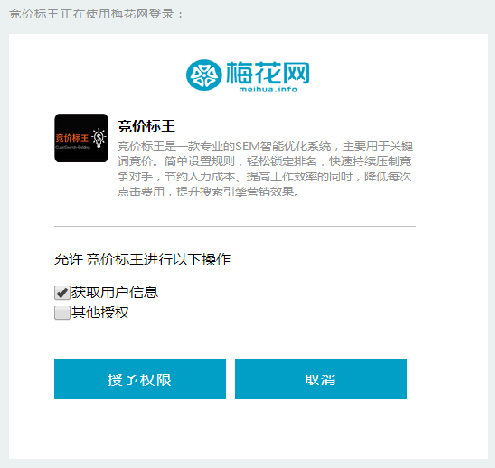 竞价标王正在使用梅花网登录：
梅花网
meihua.info
竞价标王
竞价标王
竞价标王是一款专业的SEM智能优化系统，主要用于关键
词竞价。简单设置规则，轻松锁定排名，快速持续压制竞
争对手，节约人力成本、提高工作效率的同时，降低每次
点击费用，提升搜索引擎营销效果。
允许 竞价标王进行以下操作
获取用户信息
其他授权
授予权限
取消